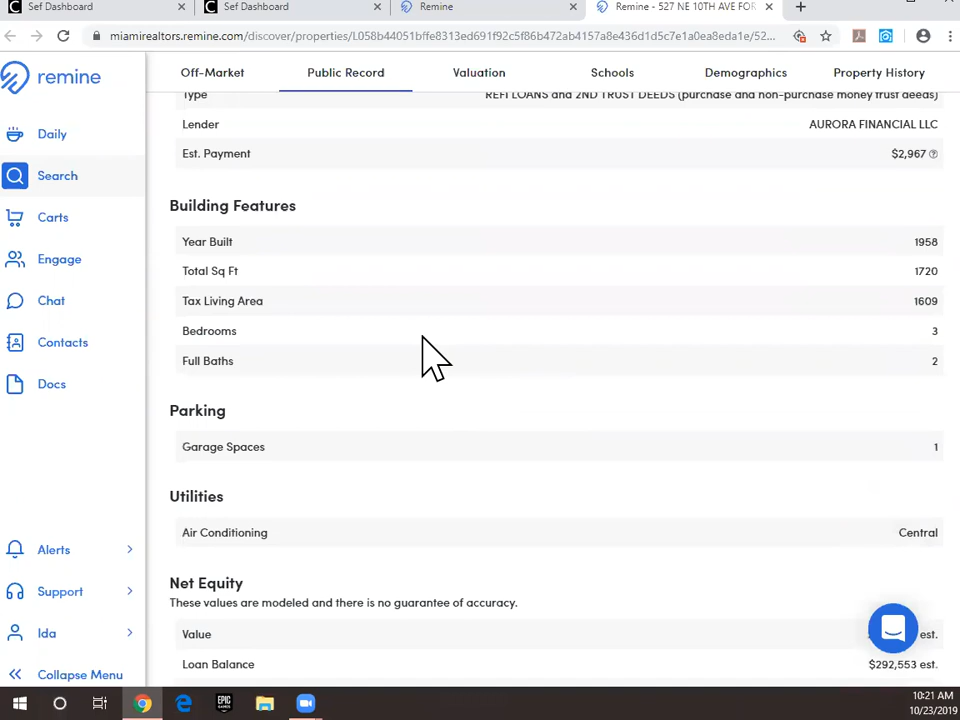 Sef Dashboard
Sef Dashboard
Remine
Remine - 527 NE 10TH AVE FOR
miamirealtors.remine.com/discover/properties/L058b44051bffe8313ed691f92c5f86b472ab4157a8e436d1d5c7e1a0ea8eda1e/52...
remine
Off-Market
Public Record
Valuation
Schools
Demographics
Property History
Daily
Search
Carts
Engage
Chat
Contacts
Docs
Alerts
Support
Ida
Collapse Menu
Type REFI LOANS and 2ND TRUST DEEDS (purchase and non-purchase money trust deeds)
Lender AURORA FINANCIAL LLC
Est. Payment $2,967
Building Features
Year Built 1958
Total Sq Ft 1720
Tax Living Area 1609
Bedrooms 3
Full Baths 2
Parking
Garage Spaces 1
Utilities
Air Conditioning Central
Net Equity
These values are modeled and there is no guarantee of accuracy.
Value est.
Loan Balance $292,553 est.
EPIC GAMES
10:21 AM
10/23/2019